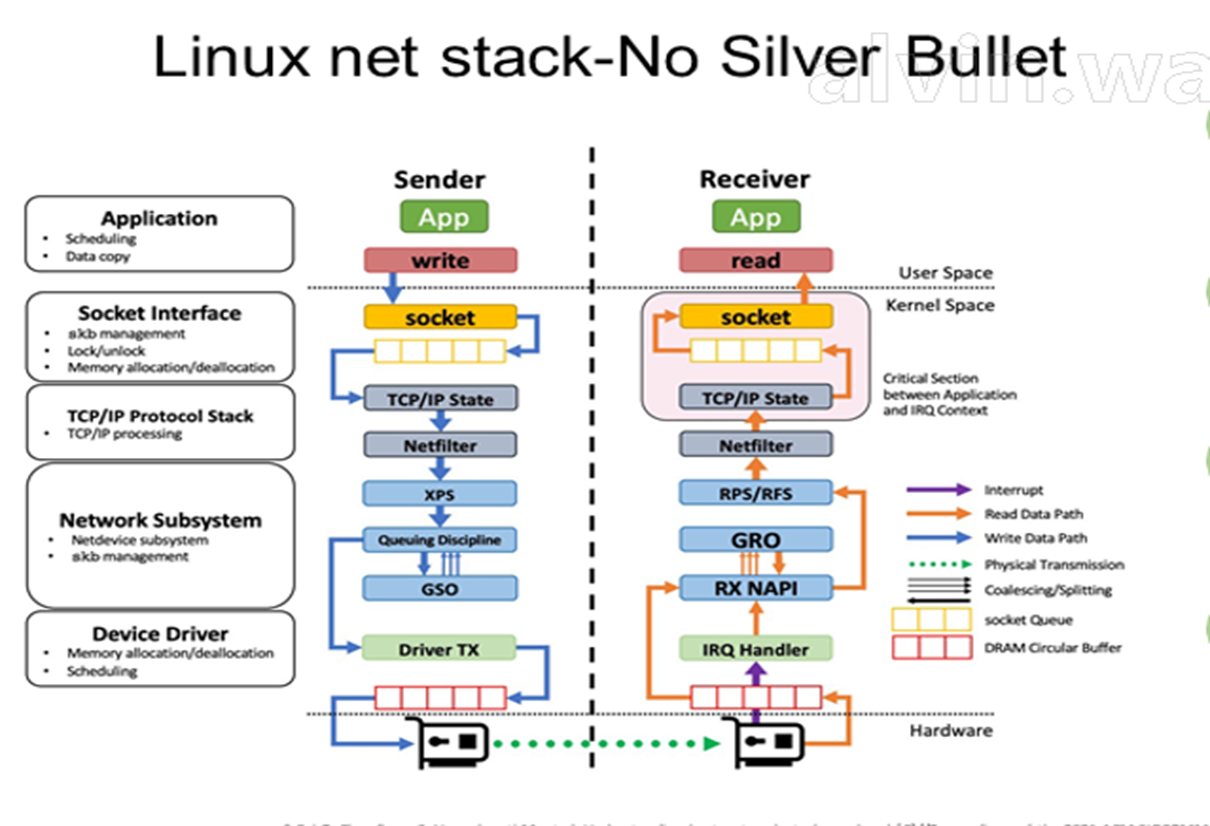 Linux net stack-No Silver Bullet
alvin.wa
Sender
Receiver
App
App
write
read
User Space
Kernel Space
Application
• Scheduling
• Data copy
Socket Interface
• skb management
• Lock/unlock
• Memory allocation/deallocation
TCP/IP Protocol Stack
• TCP/IP processing
Network Subsystem
• Netdevice subsystem
• skb management
Device Driver
• Memory allocation/deallocation
• Scheduling
socket
TCP/IP State
Netfilter
XPS
Queuing Discipline
GSO
Driver TX
socket
TCP/IP State
Netfilter
RPS/RFS
GRO
RX NAPI
IRQ Handler
Critical Section
between Application
and IRQ Context
Interrupt
Read Data Path
Write Data Path
Physical Transmission
Coalescing/Splitting
socket Queue
DRAM Circular Buffer
Hardware